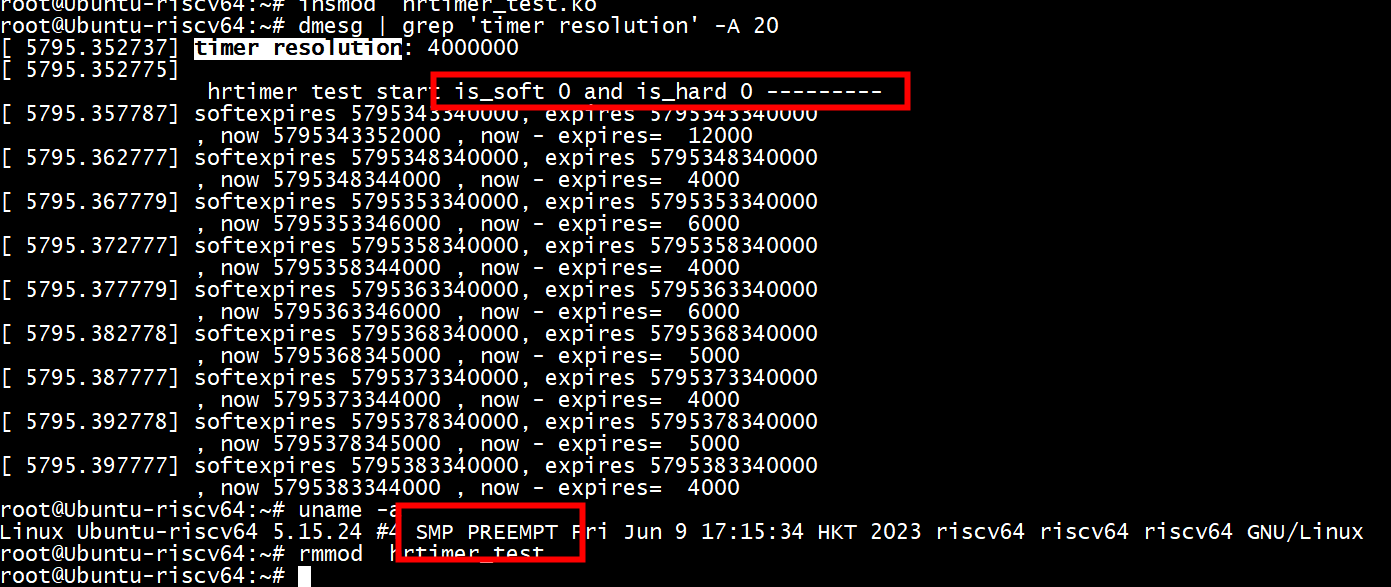 root@Ubuntu-riscv64:~# insmod  hrtimer_test.ko
root@Ubuntu-riscv64:~# dmesg | grep 'timer resolution' -A 20
[ 5795.352737] timer resolution: 4000000
[ 5795.352775]
hrtimer test start is_soft 0 and is_hard 0 ---------
[ 5795.357787] softexpires 5795343340000, expires 5795343340000
, now 5795343352000 , now - expires=  12000
[ 5795.362777] softexpires 5795348340000, expires 5795348340000
, now 5795348344000 , now - expires=  4000
[ 5795.367779] softexpires 5795353340000, expires 5795353340000
, now 5795353346000 , now - expires=  6000
[ 5795.372777] softexpires 5795358340000, expires 5795358340000
, now 5795358344000 , now - expires=  4000
[ 5795.377779] softexpires 5795363340000, expires 5795363340000
, now 5795363346000 , now - expires=  6000
[ 5795.382778] softexpires 5795368340000, expires 5795368340000
, now 5795368345000 , now - expires=  5000
[ 5795.387777] softexpires 5795373340000, expires 5795373340000
, now 5795373344000 , now - expires=  4000
[ 5795.392778] softexpires 5795378340000, expires 5795378340000
, now 5795378345000 , now - expires=  5000
[ 5795.397777] softexpires 5795383340000, expires 5795383340000
, now 5795383344000 , now - expires=  4000
root@Ubuntu-riscv64:~# uname -a
Linux Ubuntu-riscv64 5.15.24 #4 SMP PREEMPT Fri Jun 9 17:15:34 HKT 2023 riscv64 riscv64 riscv64 GNU/Linux
root@Ubuntu-riscv64:~# rmmod  hrtimer_test
root@Ubuntu-riscv64:~#